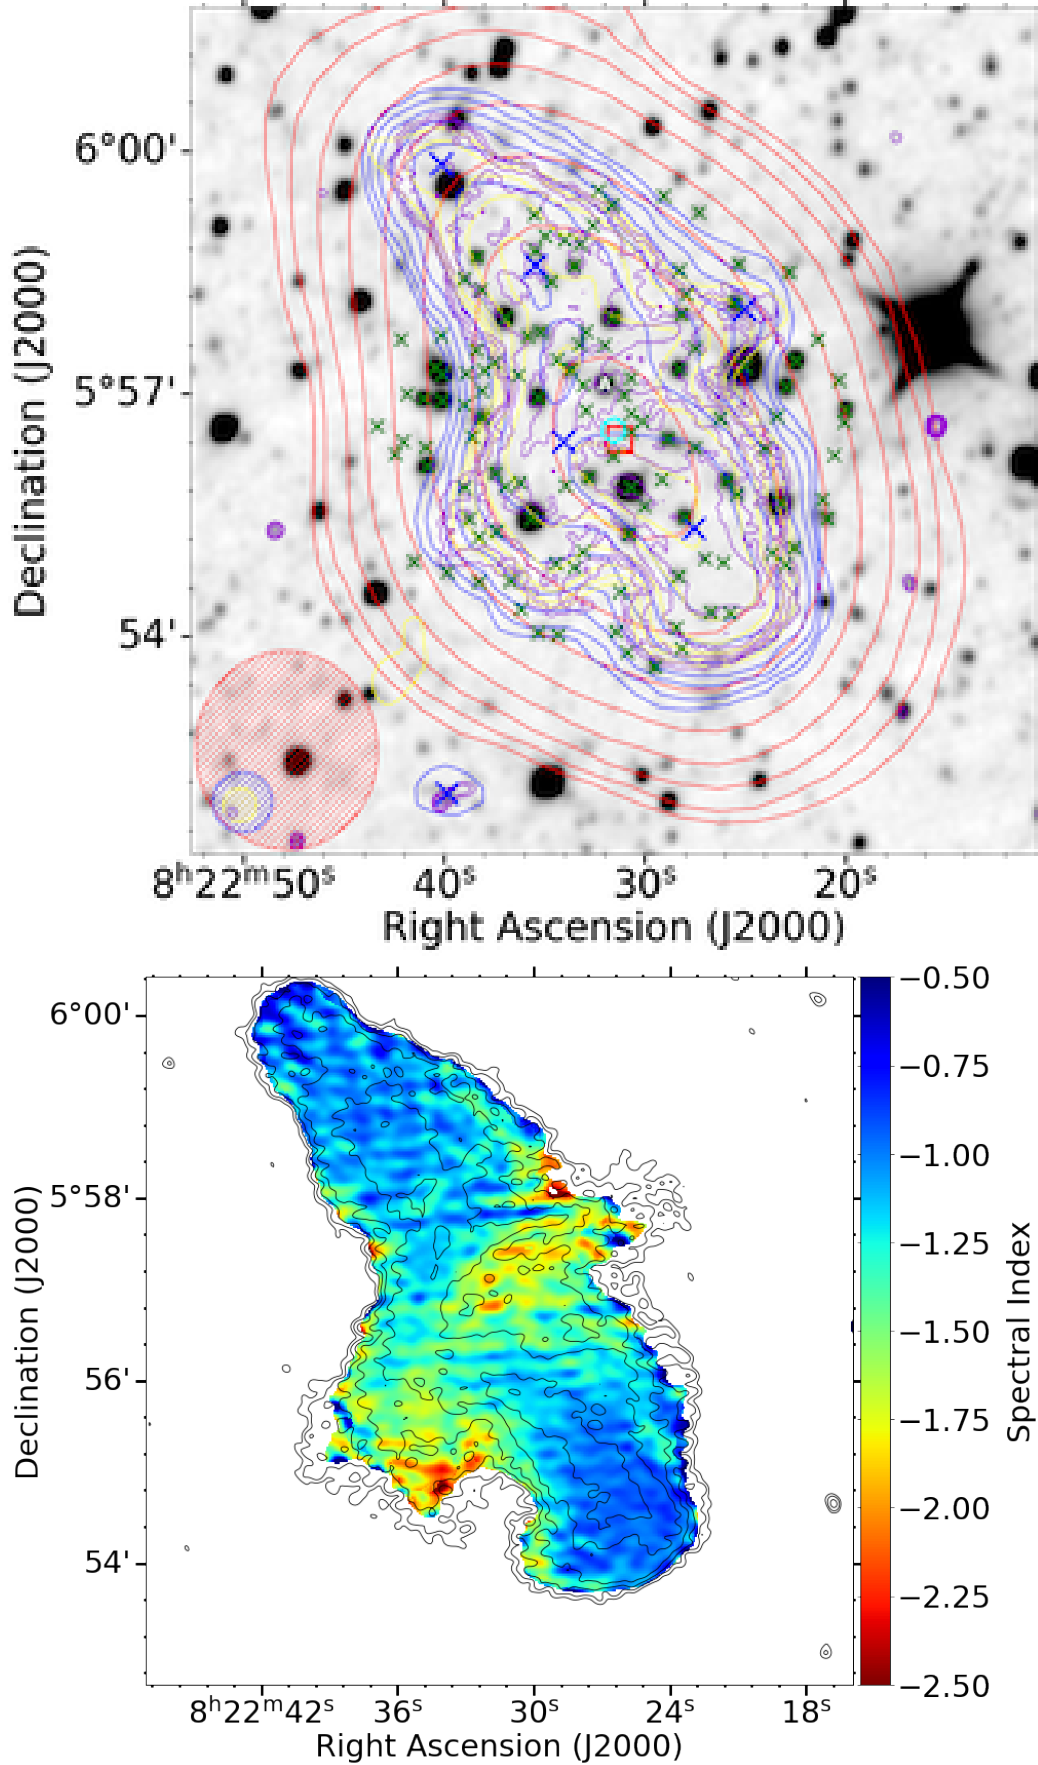 6°00'
5°57'
54'
Declination (J2000)
8ʰ22ᵐ50ˢ
40ˢ
30ˢ
20ˢ
Right Ascension (J2000)
6°00'
5°58'
56'
54'
Declination (J2000)
8ʰ22ᵐ42ˢ
36ˢ
30ˢ
24ˢ
18ˢ
Right Ascension (J2000)
−0.50
−0.75
−1.00
−1.25
−1.50
−1.75
−2.00
−2.25
−2.50
Spectral Index